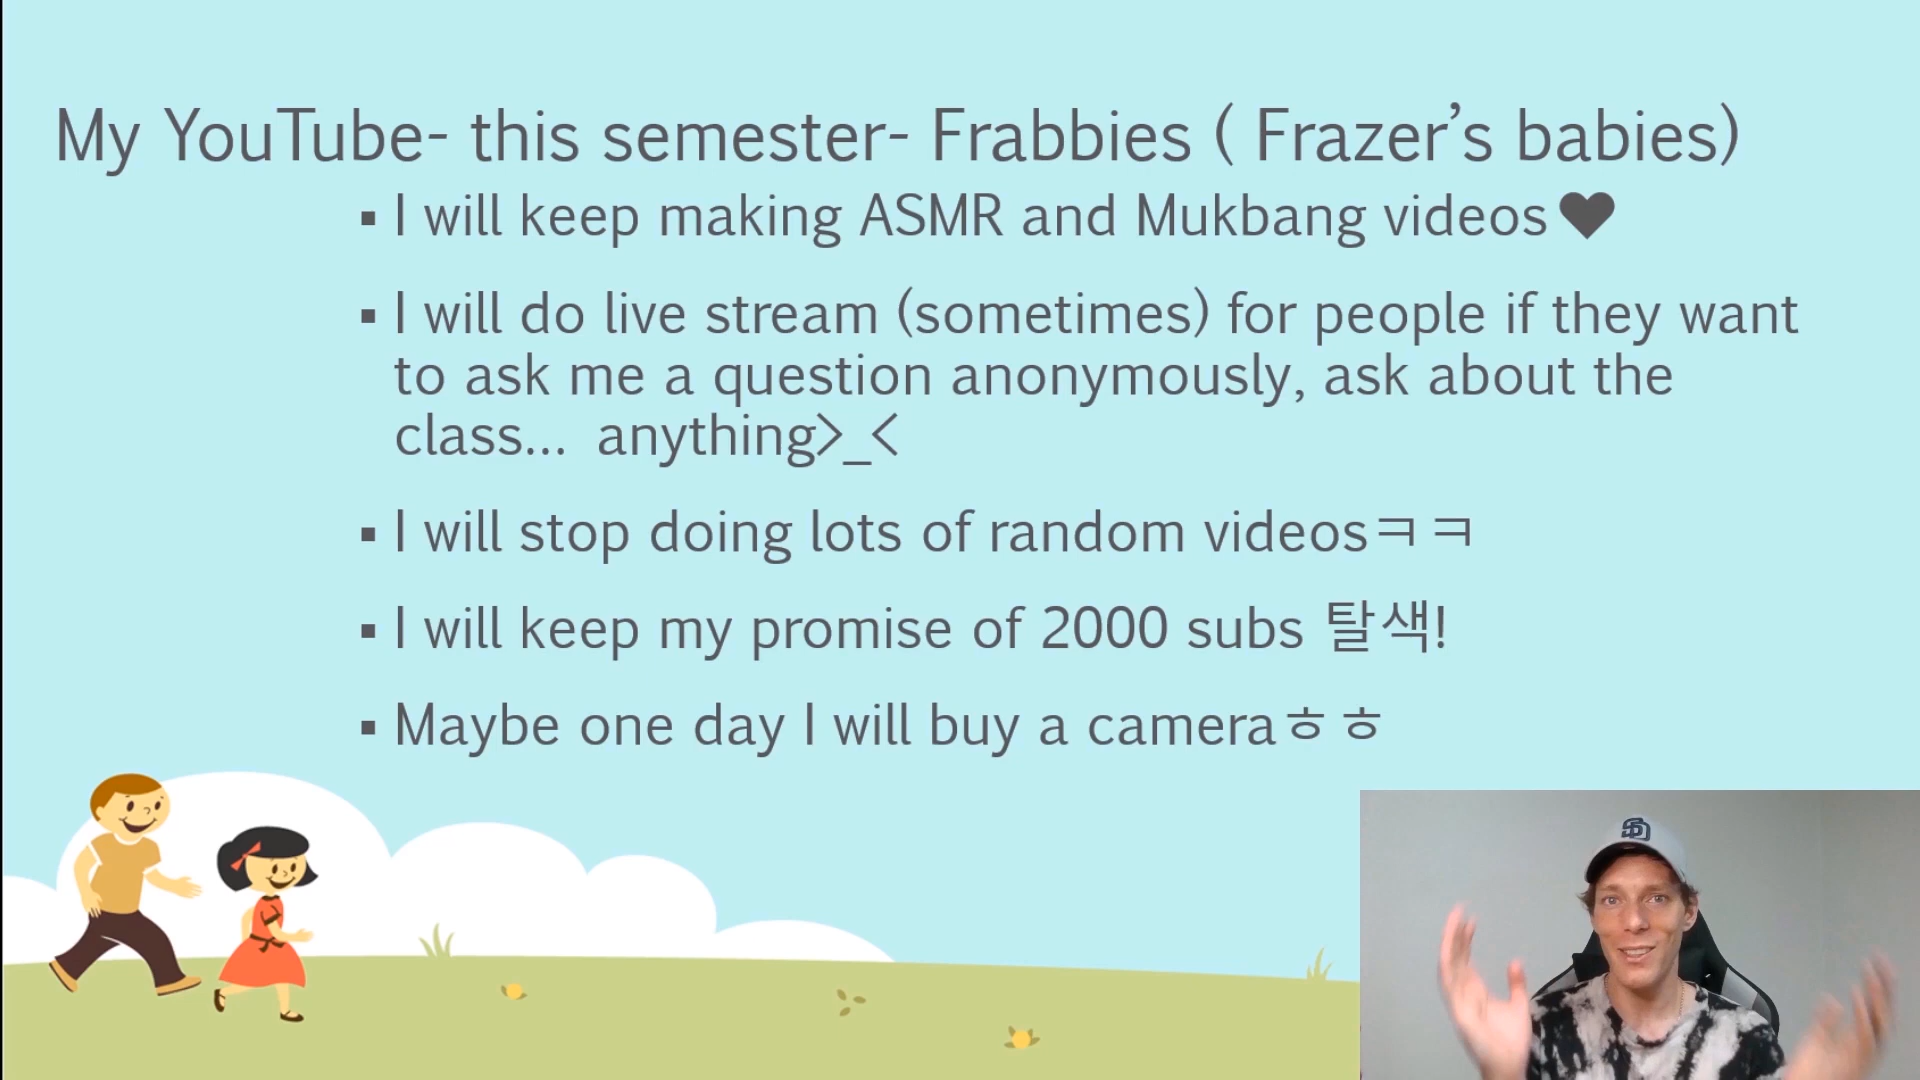 My YouTube- this semester- Frabbies ( Frazer’s babies)
▪ I will keep making ASMR and Mukbang videos♥
▪ I will do live stream (sometimes) for people if they want
to ask me a question anonymously, ask about the
class... anything>_<
▪ I will stop doing lots of random videosㅋㅋ
▪ I will keep my promise of 2000 subs 탈색!
▪ Maybe one day I will buy a cameraㅎㅎ
SD